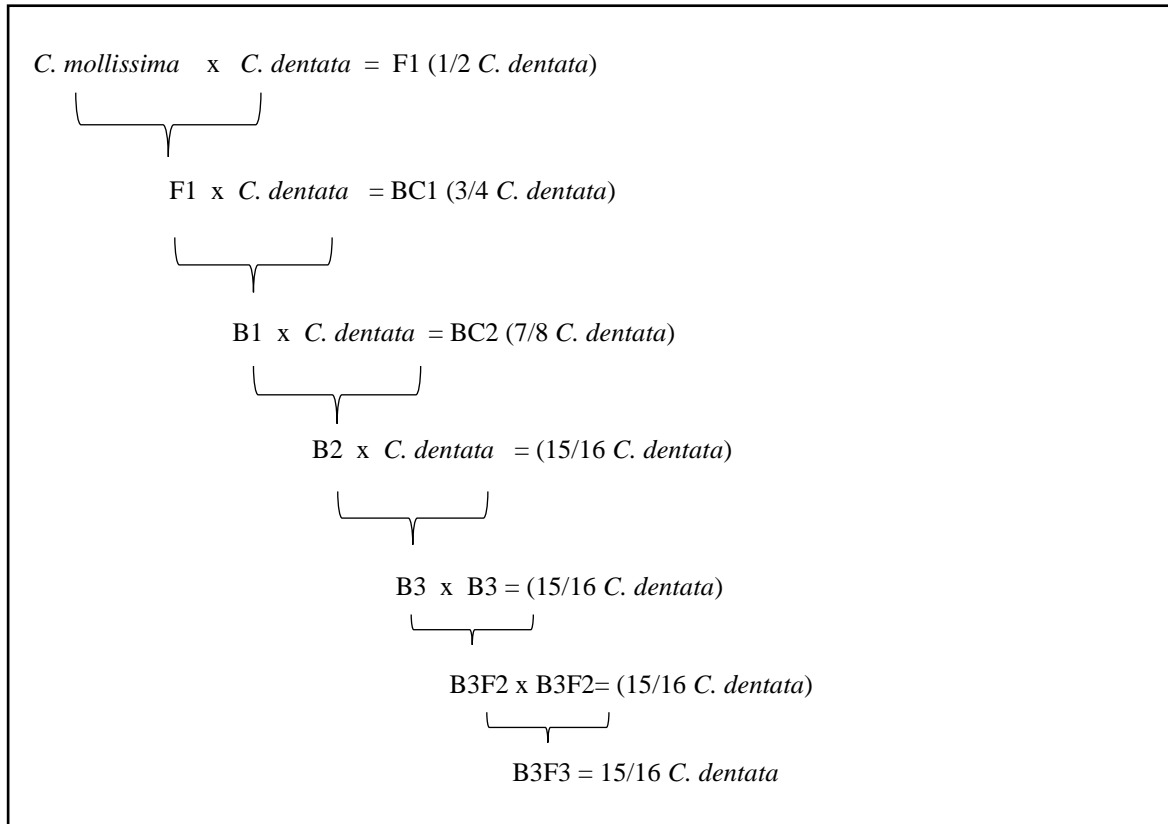 C. mollissima x C. dentata = F1 (1/2 C. dentata)
F1 x C. dentata = BC1 (3/4 C. dentata)
B1 x C. dentata = BC2 (7/8 C. dentata)
B2 x C. dentata = (15/16 C. dentata)
B3 x B3 = (15/16 C. dentata)
B3F2 x B3F2= (15/16 C. dentata)
B3F3 = 15/16 C. dentata